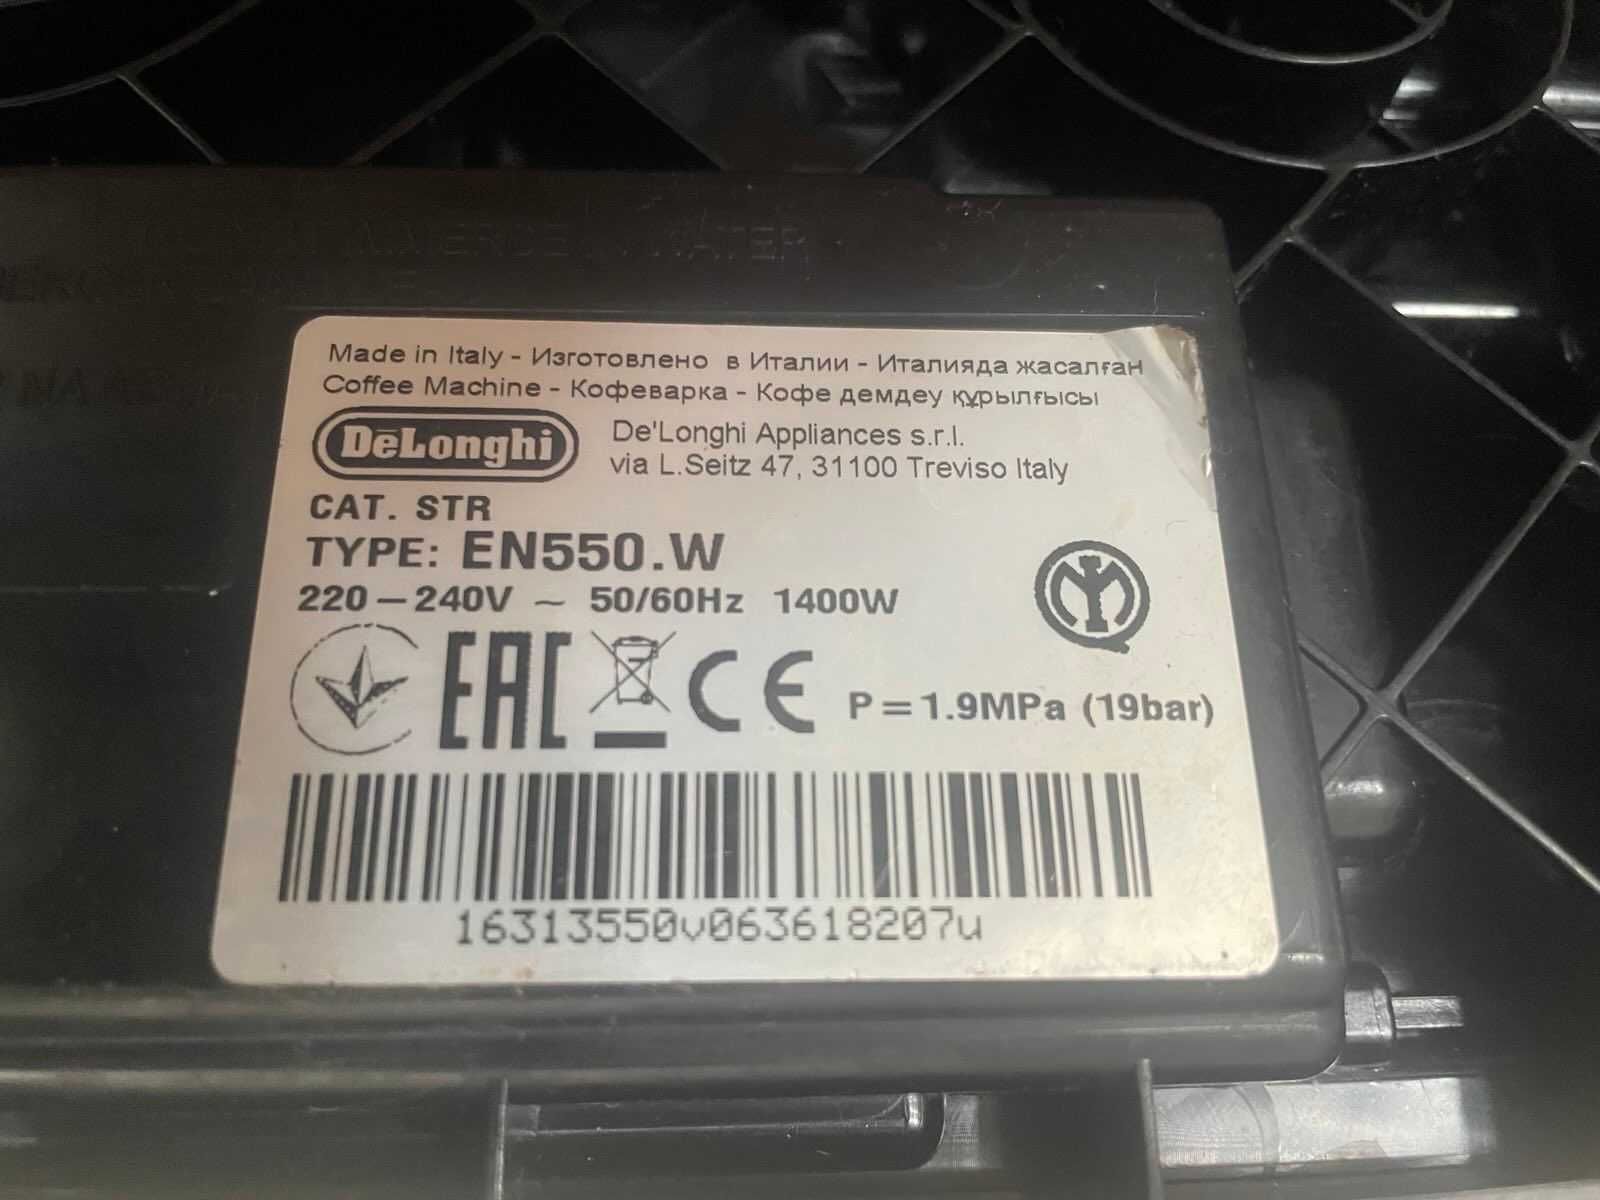 WATER
Made in Italy - Изготовлено в Италии - Италияда жасалған
Coffee Machine - Кофеварка - Кофе демдеу құрылғысы
DeLonghi
De'Longhi Appliances s.r.l.
via L.Seitz 47, 31100 Treviso Italy
CAT. STR
TYPE: EN550.W
220-240V ~ 50/60Hz 1400W
EAC CE P=1.9MPa (19bar)
16313550v063618207u